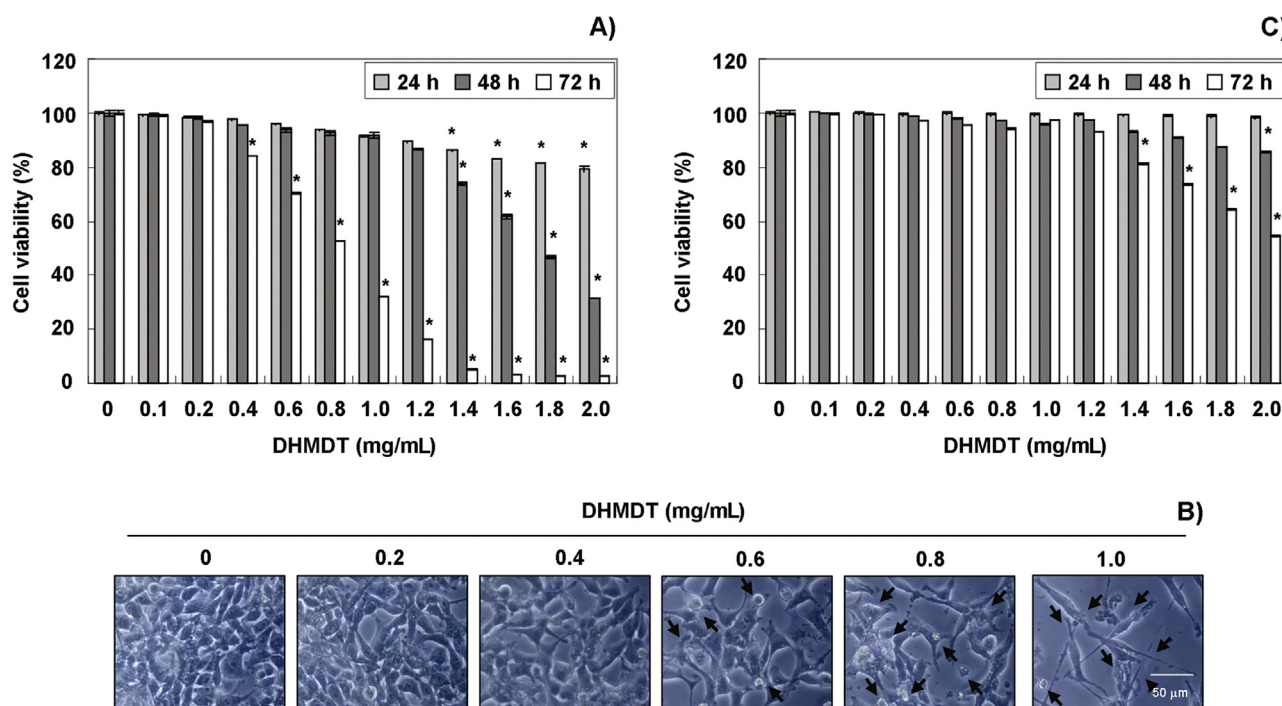 A)
120
100
80
60
40
20
0
Cell viability (%)
24 h 48 h 72 h
* * * * * * * * * * * * * * * * *
0 0.1 0.2 0.4 0.6 0.8 1.0 1.2 1.4 1.6 1.8 2.0
DHMDT (mg/mL)
C)
120
100
80
60
40
20
0
Cell viability (%)
24 h 48 h 72 h
* * * * *
0 0.1 0.2 0.4 0.6 0.8 1.0 1.2 1.4 1.6 1.8 2.0
DHMDT (mg/mL)
DHMDT (mg/mL) B)
0 0.2 0.4 0.6 0.8 1.0
50 μm